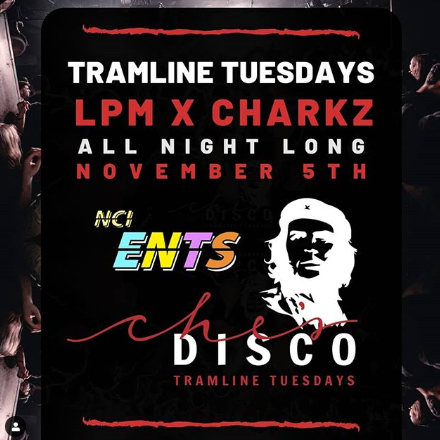 TRAMLINE TUESDAYS
LPM X CHARKZ
ALL NIGHT LONG
NOVEMBER 5TH
NCI
ENTS
che's
DISCO
TRAMLINE TUESDAYS